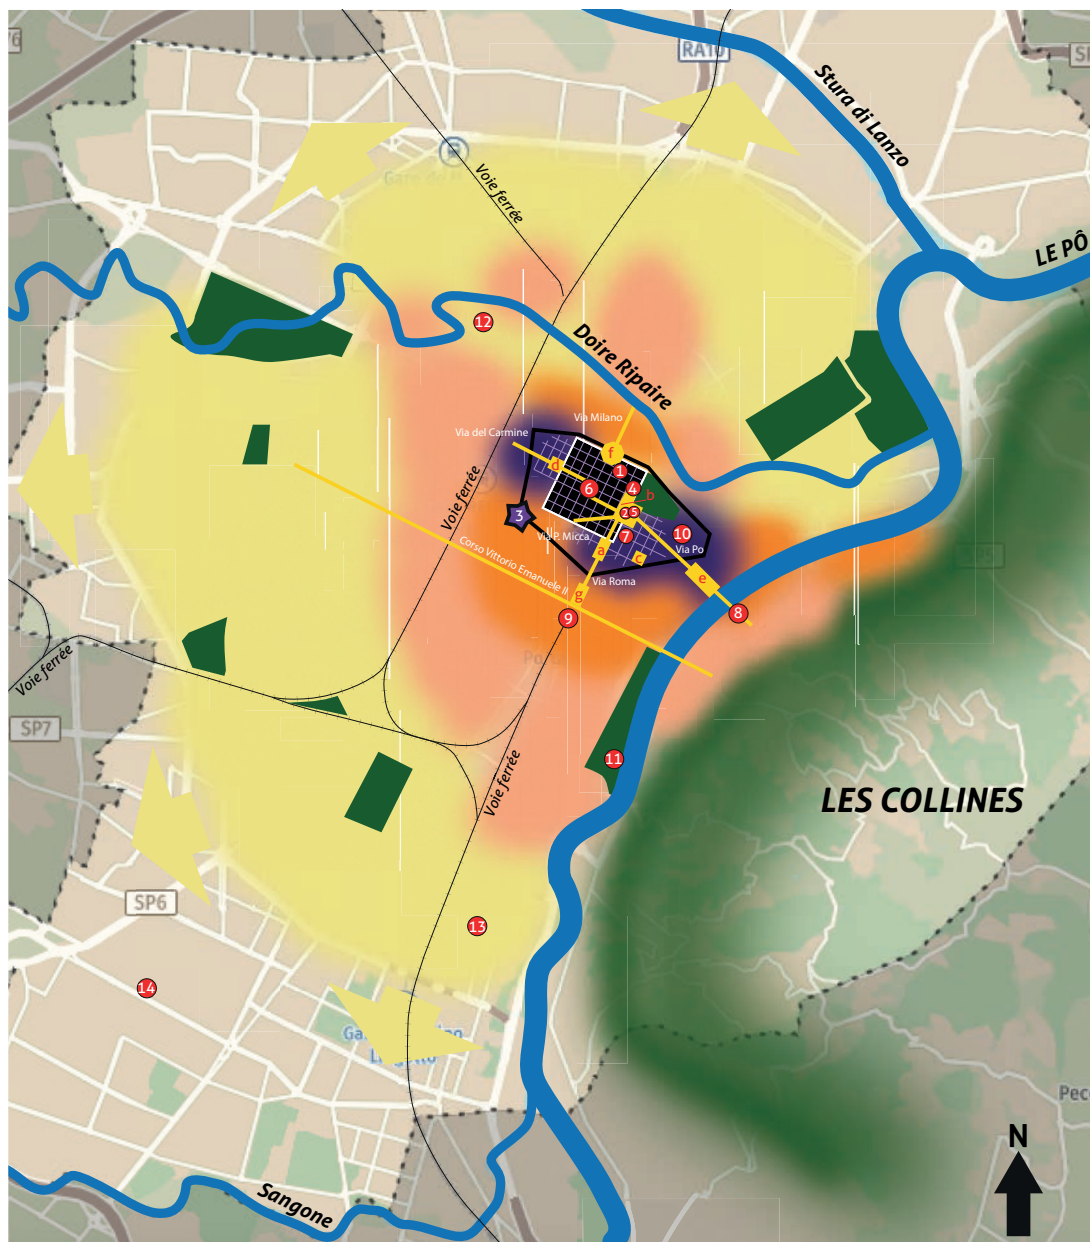 RA10
Stura di Lanzo
LE PÔ
Voie ferrée
12
Doire Ripaire
Via Milano
Via del Carmine
f
1
d
6
4
b
3
2
5
Via P. Micca
7
10
a
c
Via Po
Voie ferrée
Corso Vittorio Emanuele II
Via Roma
g
e
9
8
Voie ferrée
SP7
11
Voie ferrée
LES COLLINES
SP6
13
14
Pec
N
Sangone